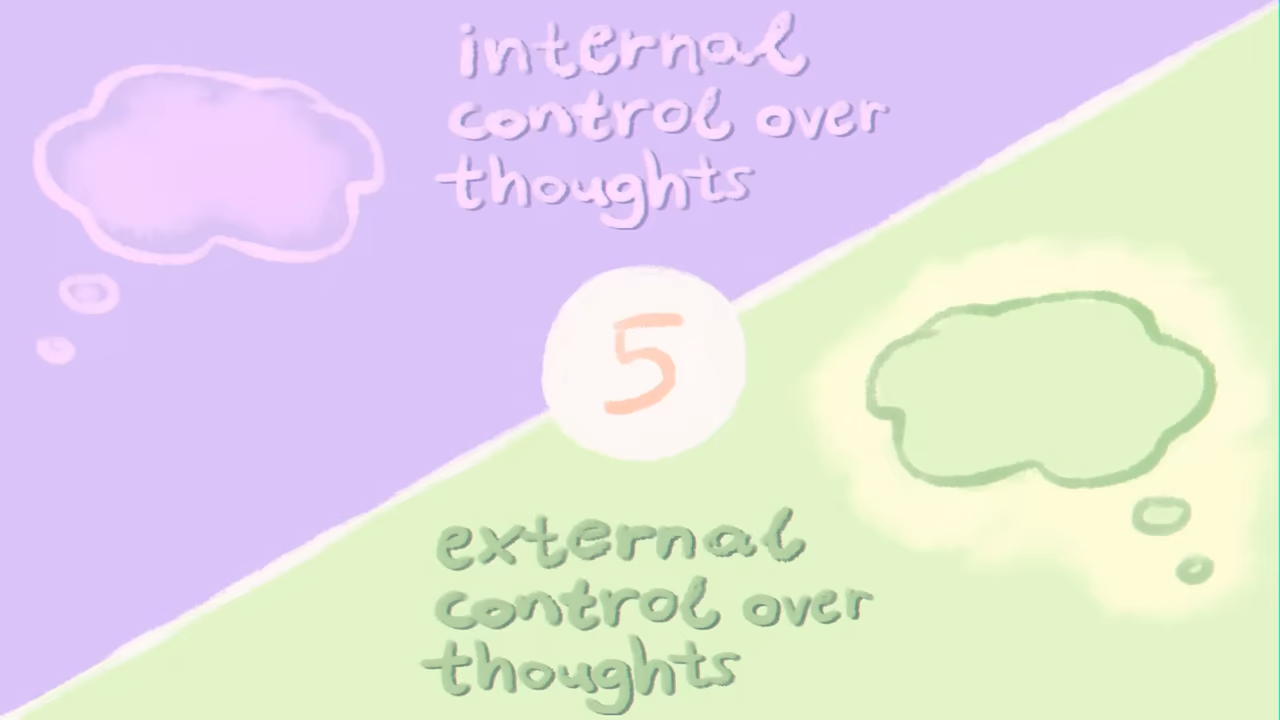 internal
control over
thoughts
5
external
control over
thoughts